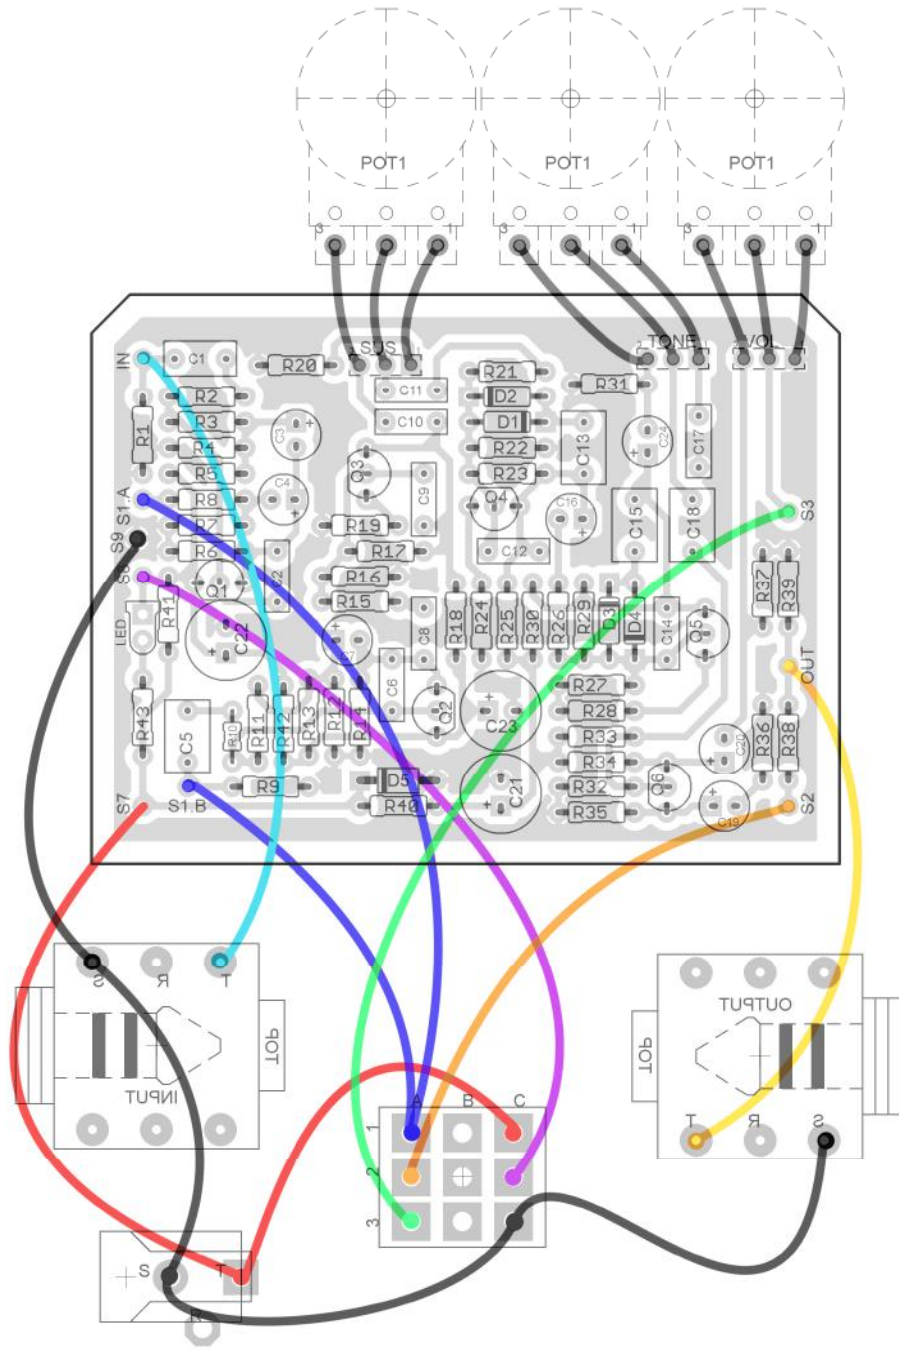 POT1 POT1 POT1
3 1 3 1 3 1
SUS TONE VOL
IN C1 R20 R21 R31
R2 C11 D2
R1 R3 C3 C10 D1 C13 C24 C17
R4 R22
R5 Q3 R23
S1.A R8 C4 C9 Q4 C16 C15 C18 S3
R7 R19
S9 R6 C2 R17 C12
S8 Q1 R16 R37 R39
R41 R15
LED C22 C7 C8 R18 R24 R25 R30 R26 R29 D3 D4 C14 Q5
OUT
C6 R27
R43 C5 R10 R11 R42 R13 R1 R14 Q2 C23 R28
R33 C20 R36 R38
R34
R9 D5 C21 R32 Q6
S7 S1.B R40 R35 C19 S2
S R T
OUTPUT
TOP TOP
INPUT
A B C
1
2
3
T R S
S T
R